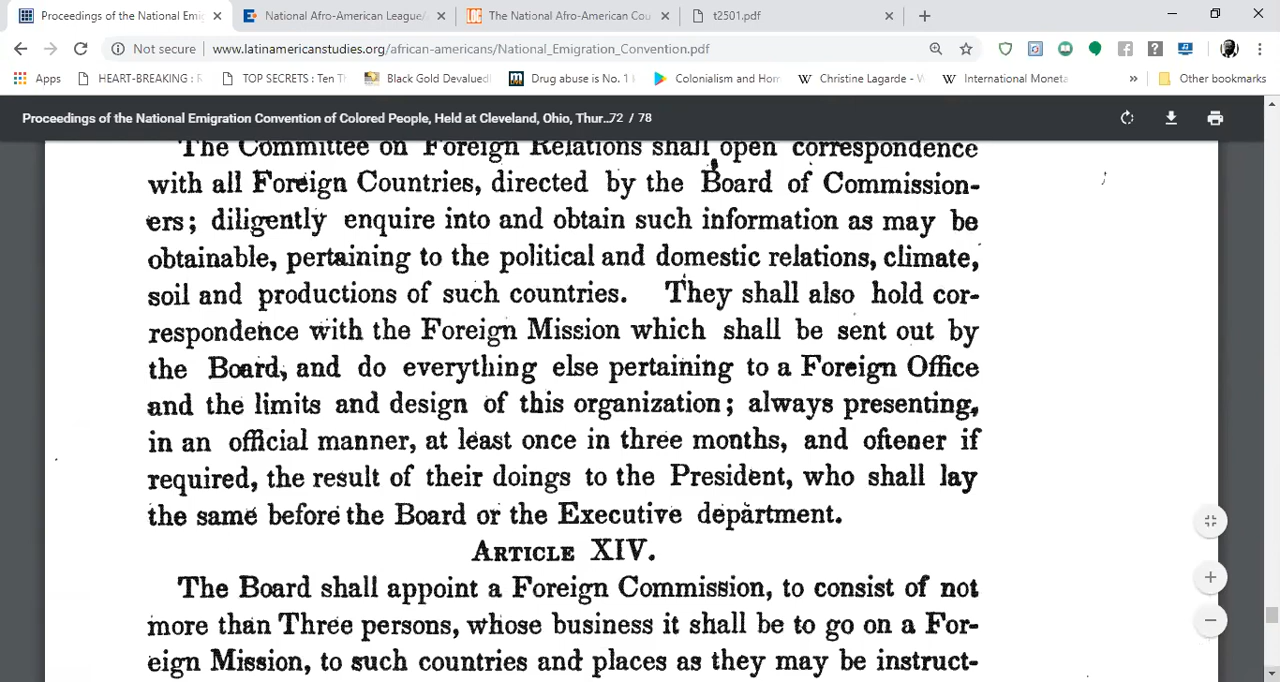 Proceedings of the National Emig
National Afro-American League/
The National Afro-American Cou
t2501.pdf
Not secure | www.latinamericanstudies.org/african-americans/National_Emigration_Convention.pdf
Apps
HEART-BREAKING : R
TOP SECRETS : Ten Th
Black Gold Devalued
Drug abuse is No. 1
Colonialism and Hom
Christine Lagarde - W
International Moneta
»
Other bookmarks
Proceedings of the National Emigration Convention of Colored People, Held at Cleveland, Ohio, Thur... 72 / 78
The Committee on Foreign Relations shall open correspondence
with all Foreign Countries, directed by the Board of Commission-
ers; diligently enquire into and obtain such information as may be
obtainable, pertaining to the political and domestic relations, climate,
soil and productions of such countries. They shall also hold cor-
respondence with the Foreign Mission which shall be sent out by
the Board, and do everything else pertaining to a Foreign Office
and the limits and design of this organization; always presenting,
in an official manner, at least once in three months, and oftener if
required, the result of their doings to the President, who shall lay
the same before the Board or the Executive department.
ARTICLE XIV.
The Board shall appoint a Foreign Commission, to consist of not
more than Three persons, whose business it shall be to go on a For-
eign Mission, to such countries and places as they may be instruct-